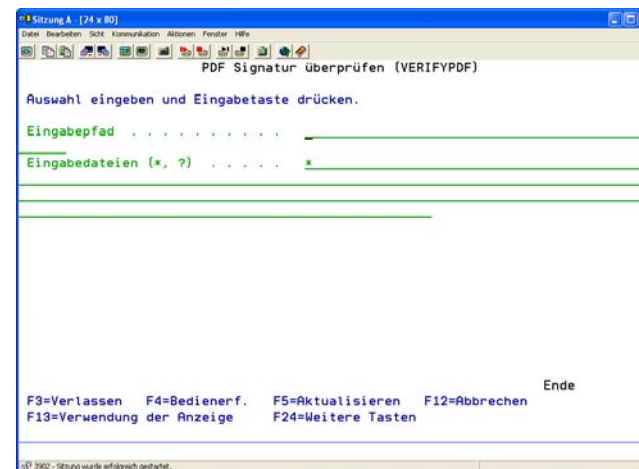 Sitzung A - [24 x 80]
Datei Bearbeiten Sicht Kommunikation Aktionen Fenster Hilfe
PDF Signatur überprüfen (VERIFYPDF)
Auswahl eingeben und Eingabetaste drücken.
Eingabepfad . . . . . . . . . .
Eingabedateien (*, ?) . . . . . *
Ende
F3=Verlassen F4=Bedienerf. F5=Aktualisieren F12=Abbrechen
F13=Verwendung der Anzeige F24=Weitere Tasten
7902 - Sitzung wurde erfolgreich gestartet.